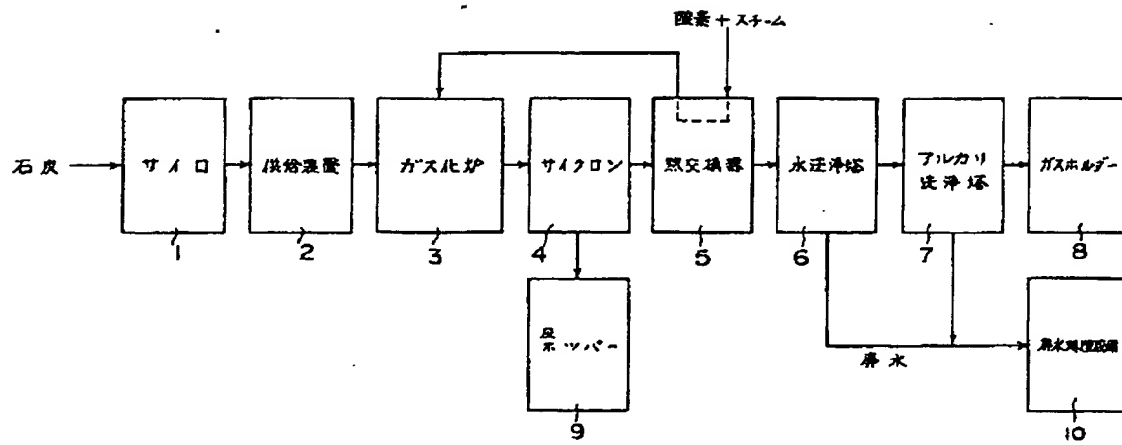 酸素+スチーム
石炭
サイロ
供給装置
ガス化炉
サイクロン
熱交換器
水洗浄塔
アルカリ
洗浄塔
ガスホルダー
1
2
3
4
5
6
7
8
ホッパー
廃水
廃水処理設備
9
10